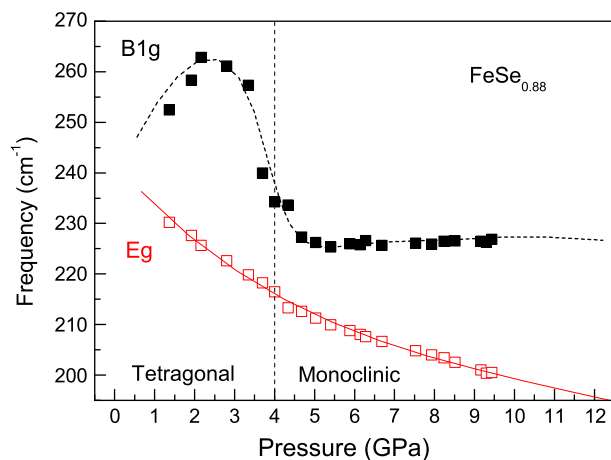 270
260
250
240
230
220
210
200
Frequency (cm⁻¹)
B1g
FeSe₀.₈₈
Eg
Tetragonal
Monoclinic
0 1 2 3 4 5 6 7 8 9 10 11 12
Pressure (GPa)